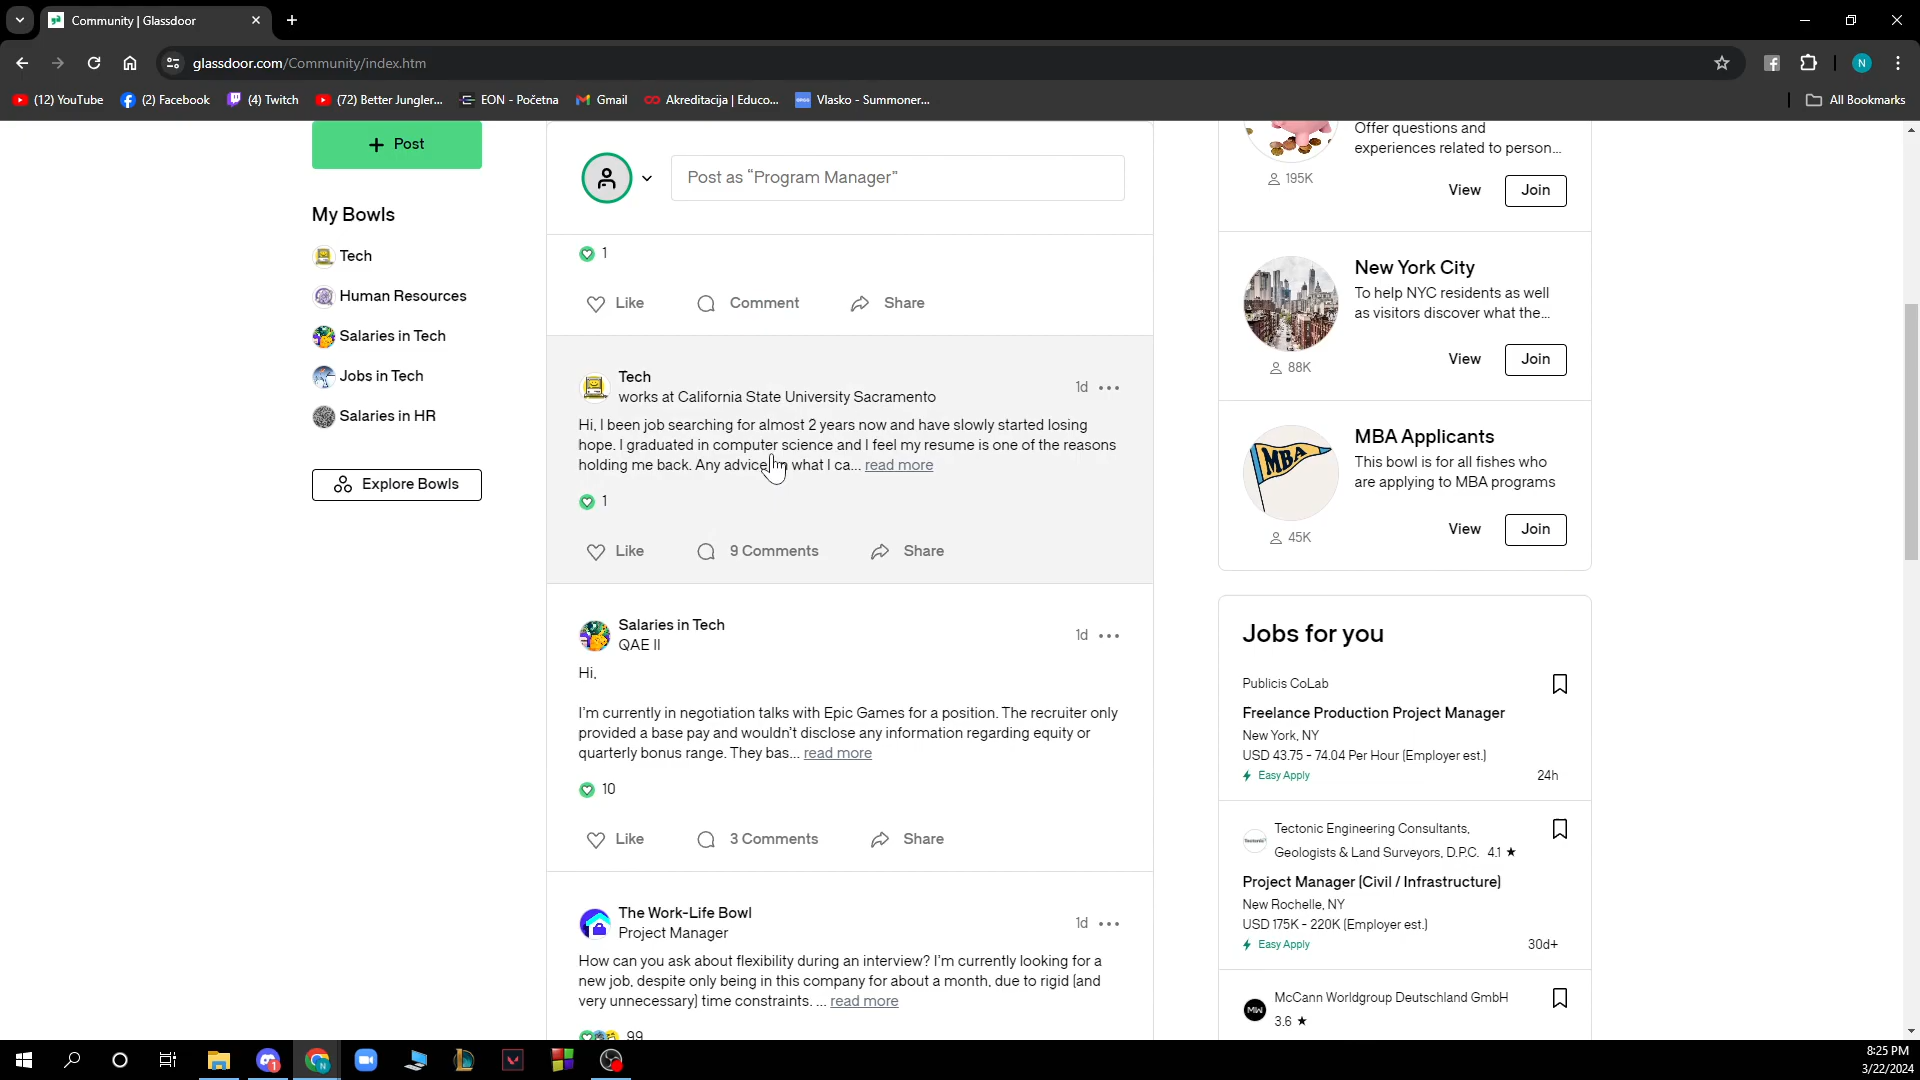 Community | Glassdoor
glassdoor.com/Community/index.htm
(12) YouTube
(2) Facebook
(4) Twitch
(72) Better Jungler...
EON - Početna
Gmail
Akreditacija | Educo...
Vlasko - Summoner...
All Bookmarks
N
+ Post
My Bowls
Tech
Human Resources
Salaries in Tech
Jobs in Tech
Salaries in HR
Explore Bowls
Post as “Program Manager”
1
Like
Comment
Share
Tech
works at California State University Sacramento
1d
Hi, I been job searching for almost 2 years now and have slowly started losing
hope. I graduated in computer science and I feel my resume is one of the reasons
holding me back. Any advice on what I ca... read more
1
Like
9 Comments
Share
Salaries in Tech
QAE II
1d
Hi,
I'm currently in negotiation talks with Epic Games for a position. The recruiter only
provided a base pay and wouldn't disclose any information regarding equity or
quarterly bonus range. They bas... read more
10
Like
3 Comments
Share
The Work-Life Bowl
Project Manager
1d
How can you ask about flexibility during an interview? I'm currently looking for a
new job, despite only being in this company for about a month, due to rigid (and
very unnecessary) time constraints. ... read more
99
Offer questions and
experiences related to person...
195K
View
Join
New York City
To help NYC residents as well
as visitors discover what the...
88K
View
Join
MBA
MBA Applicants
This bowl is for all fishes who
are applying to MBA programs
45K
View
Join
Jobs for you
Publicis CoLab
Freelance Production Project Manager
New York, NY
USD 43.75 - 74.04 Per Hour (Employer est.)
Easy Apply
24h
Tectonic Engineering Consultants,
Geologists & Land Surveyors, D.P.C. 4.1 ★
Project Manager (Civil / Infrastructure)
New Rochelle, NY
USD 175K - 220K (Employer est.)
Easy Apply
30d+
MW
McCann Worldgroup Deutschland GmbH
3.6 ★
8:25 PM
3/22/2024